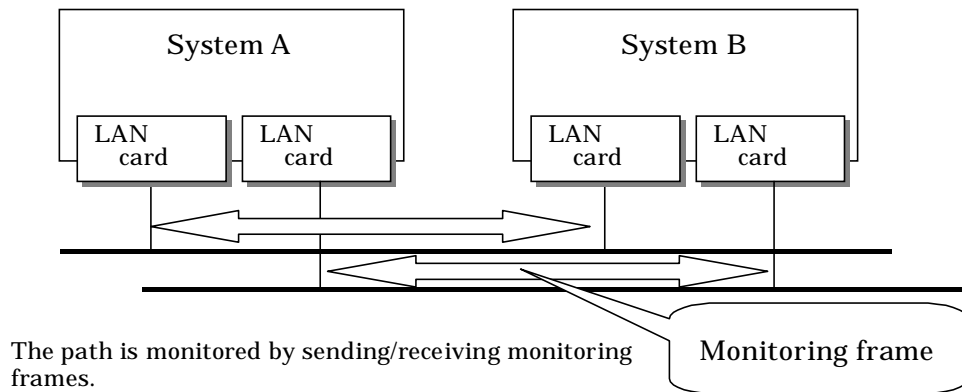 System A
System B
LAN
card
LAN
card
LAN
card
LAN
card
Monitoring frame
The path is monitored by sending/receiving monitoring
frames.